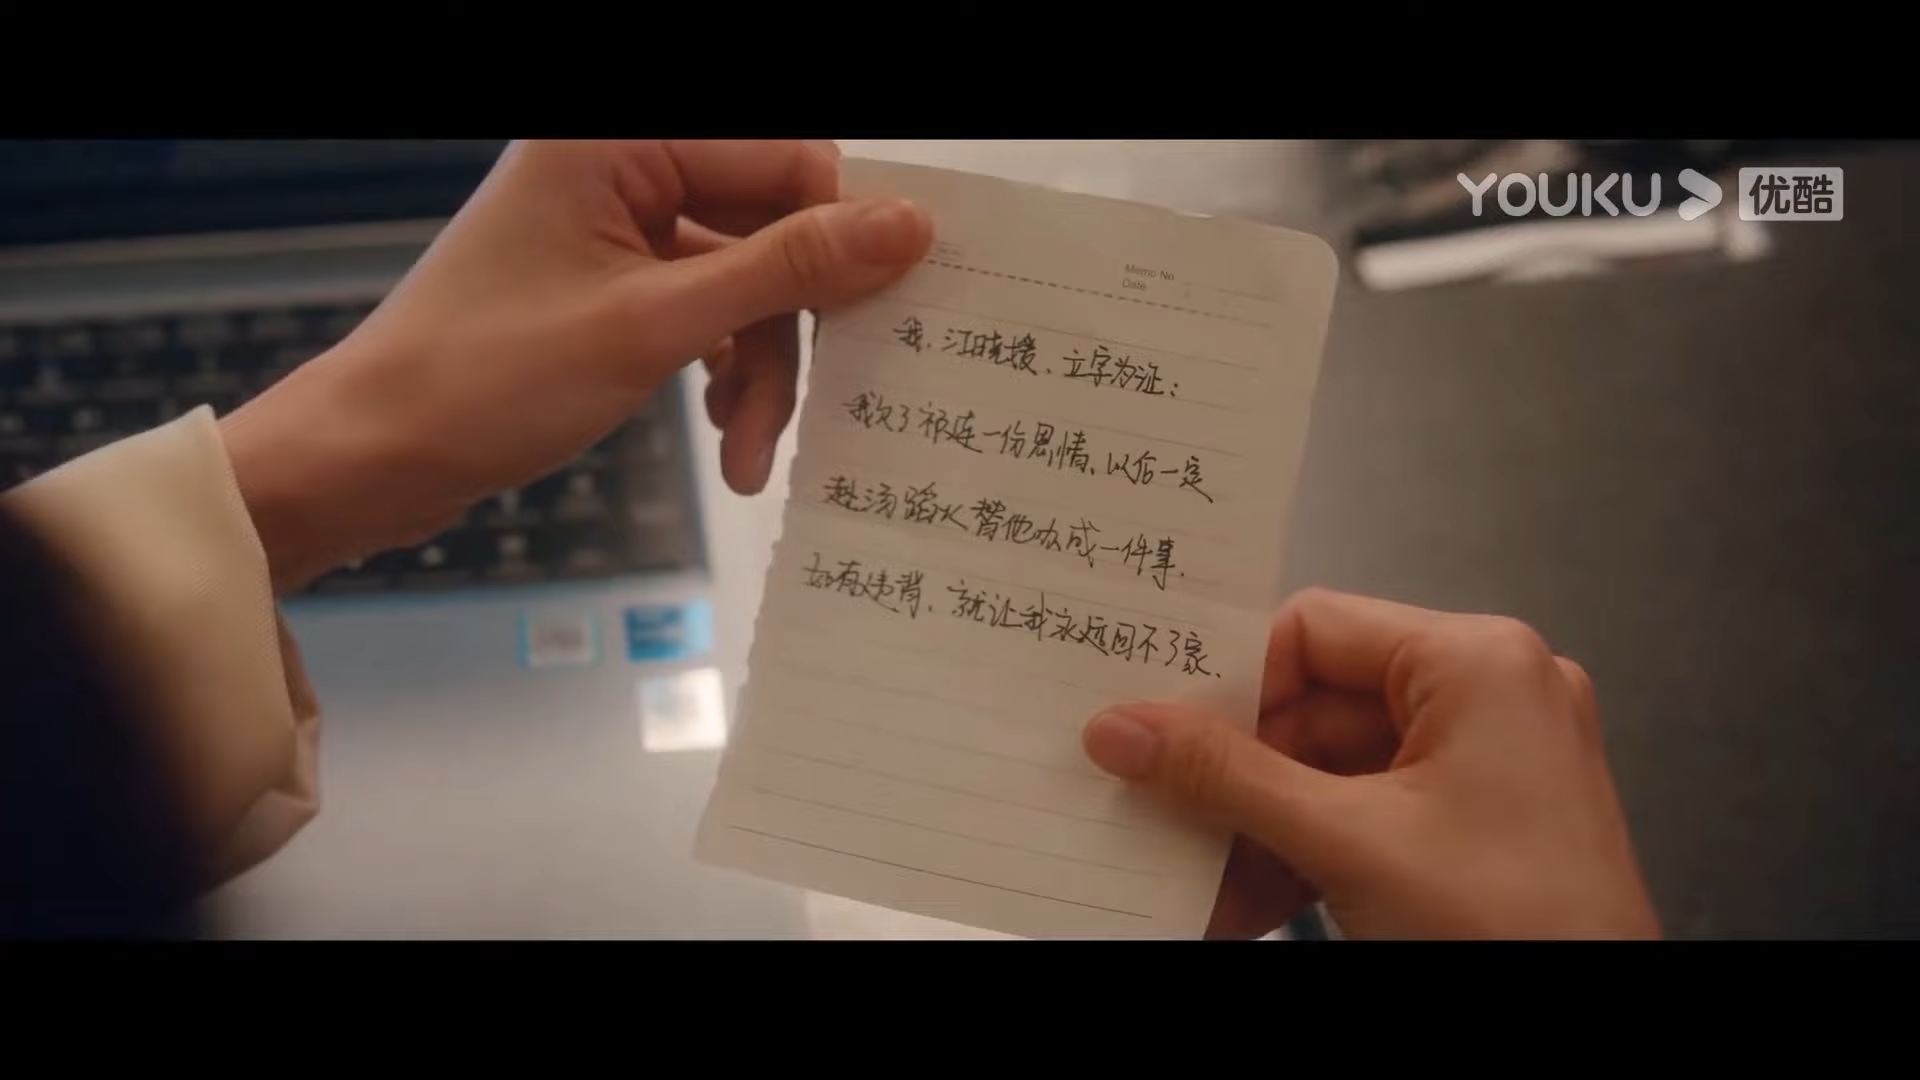 YOUKU 优酷
Memo No
Date
我、江晓媛、立字为证：
我欠了祁连一份恩情、以后一定
赴汤蹈火替他办成一件事.
如有违背、就让我永远回不了家.